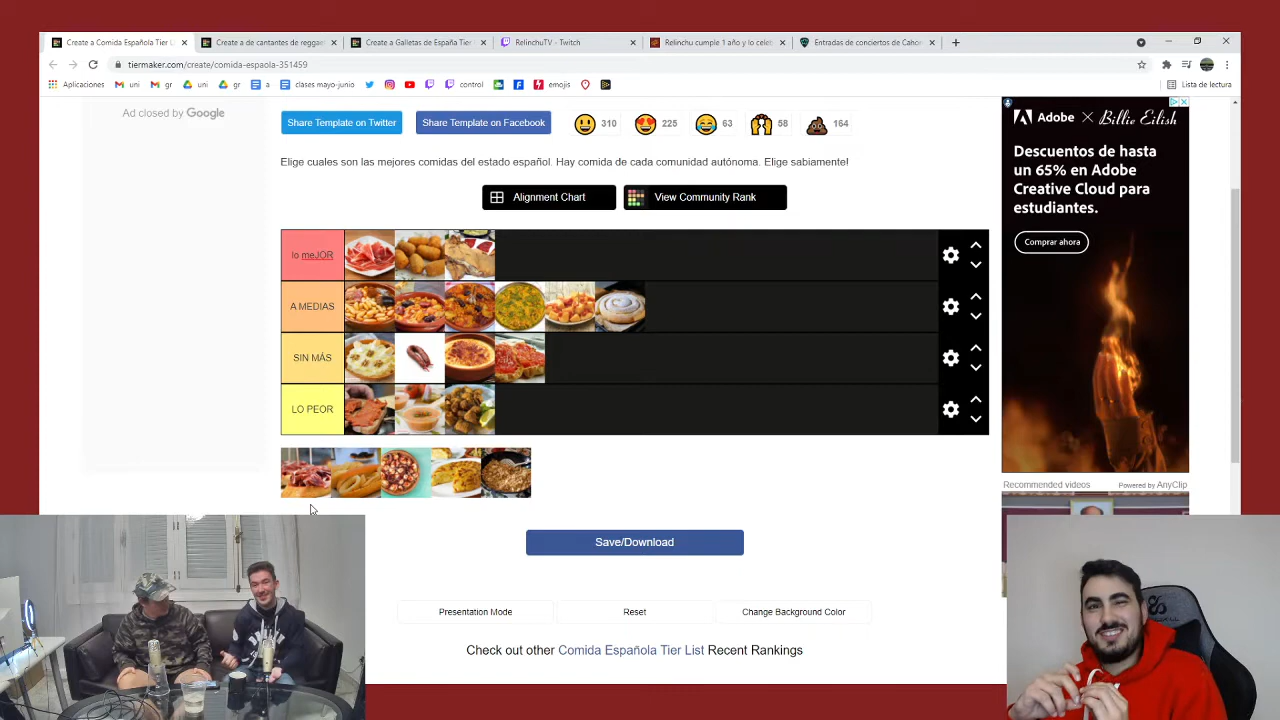 Create a Comida Española Tier Li
Create a de cantantes de reggae
Create a Galletas de España Tier
RelinchuTV - Twitch
Relinchu cumple 1 año y lo celeb
Entradas de conciertos de Cahor
tiermaker.com/create/comida-espaola-351459
Aplicaciones
uni
gr
uni
gr
a
clases mayo-junio
control
emojis
Lista de lectura
Ad closed by Google
Share Template on Twitter
Share Template on Facebook
310
225
63
58
164
Elige cuales son las mejores comidas del estado español. Hay comida de cada comunidad autónoma. Elige sabiamente!
Alignment Chart
View Community Rank
lo meJOR
A MEDIAS
SIN MÁS
LO PEOR
Save/Download
Presentation Mode
Reset
Change Background Color
Check out other Comida Española Tier List Recent Rankings
Adobe × Billie Eilish
Descuentos de hasta
un 65% en Adobe
Creative Cloud para
estudiantes.
Comprar ahora
Recommended videos
Powered by AnyClip